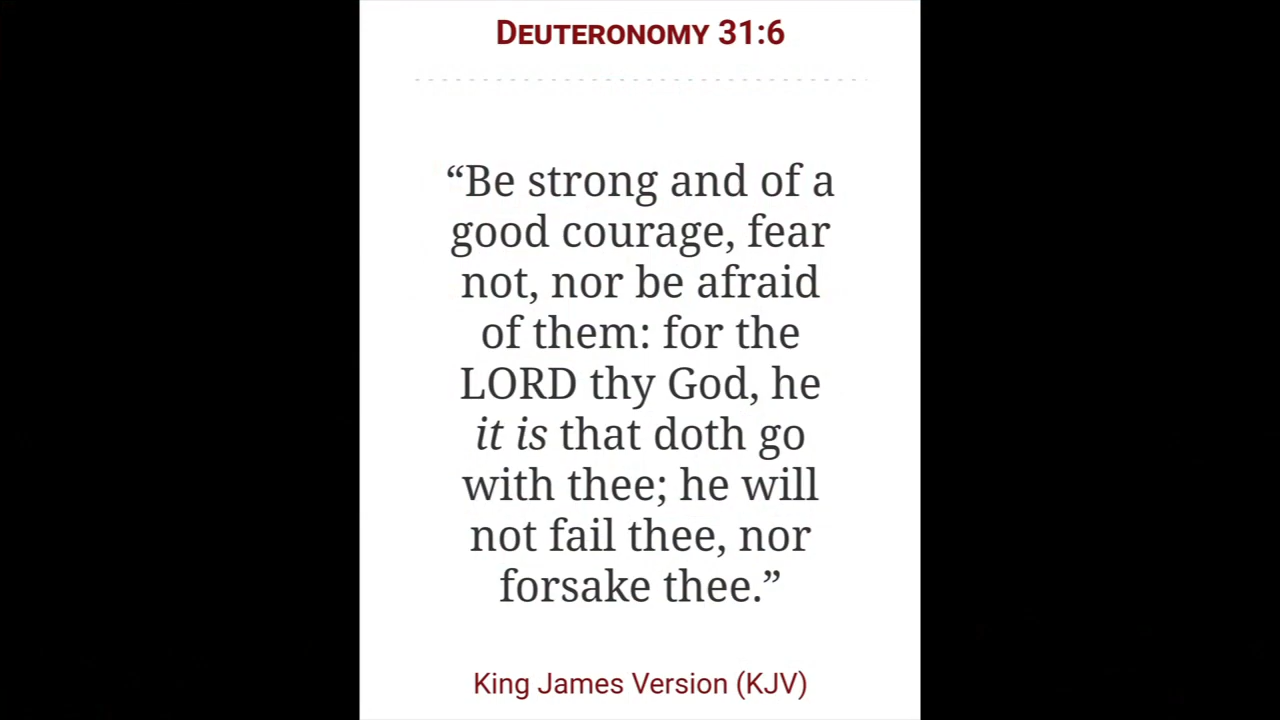 DEUTERONOMY 31:6
“Be strong and of a
good courage, fear
not, nor be afraid
of them: for the
LORD thy God, he
it is that doth go
with thee; he will
not fail thee, nor
forsake thee.”
King James Version (KJV)